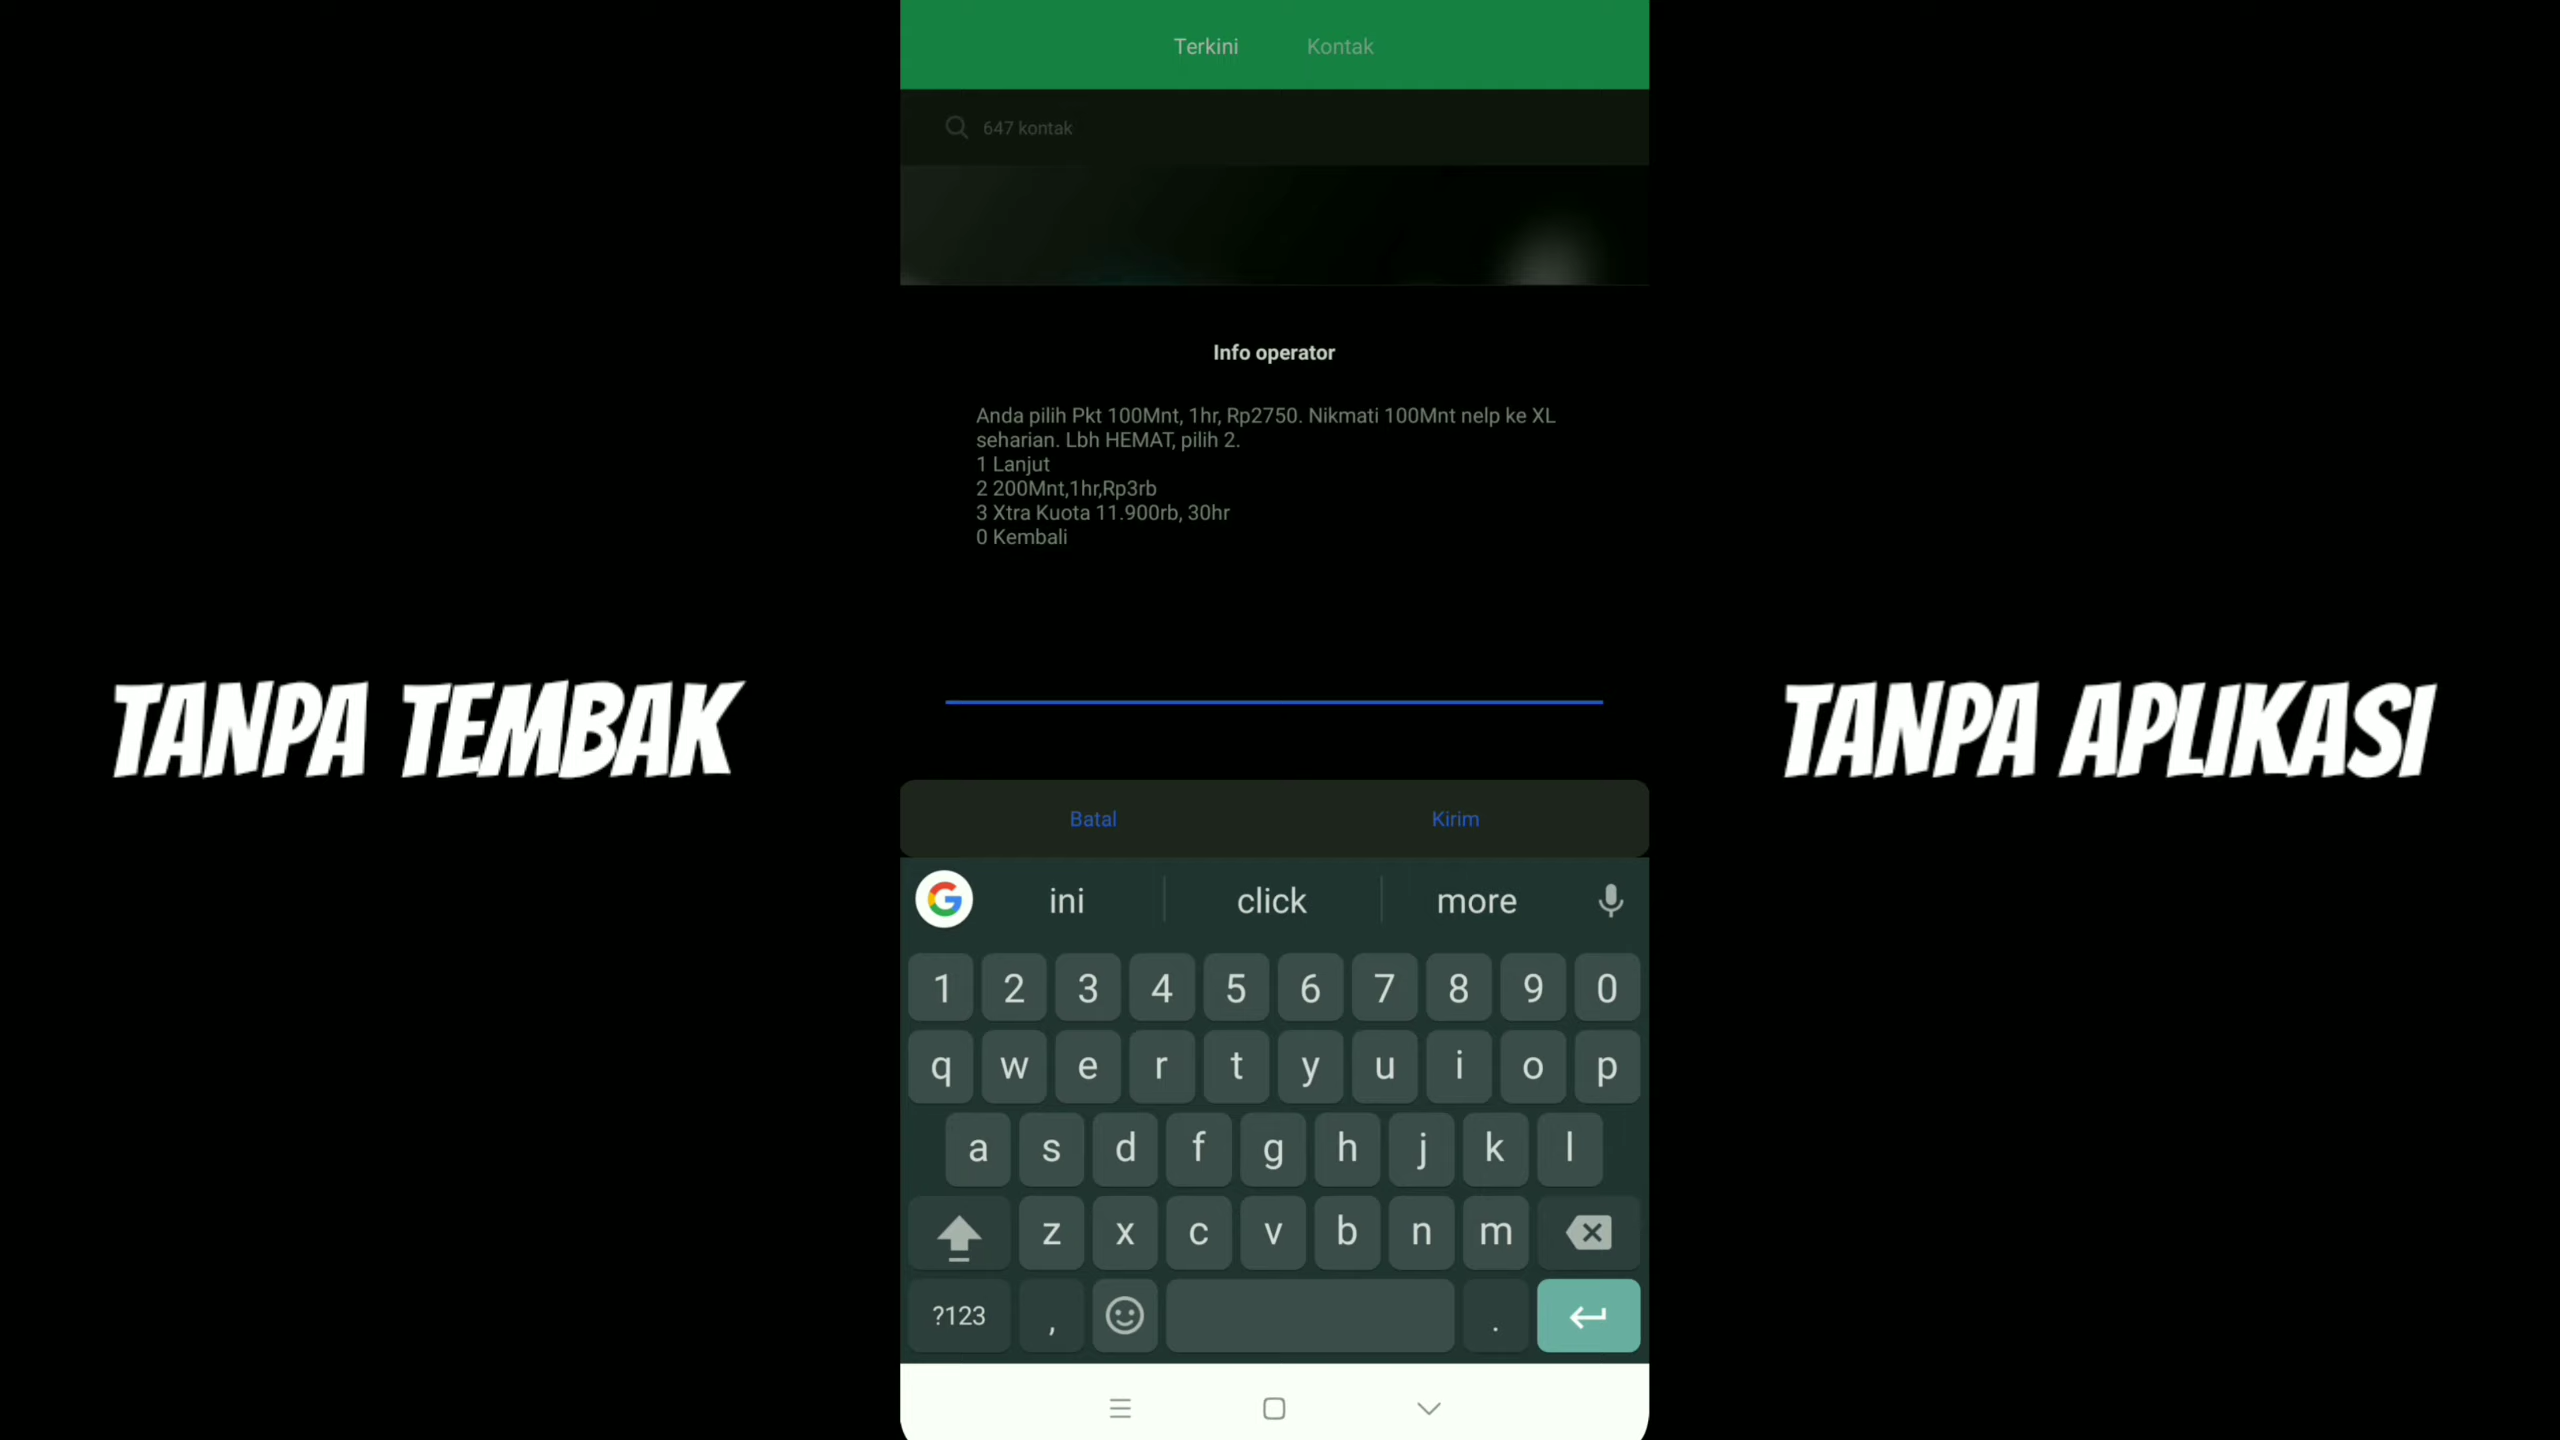 Terkini Kontak
647 kontak
Info operator
Anda pilih Pkt 100Mnt, 1hr, Rp2750. Nikmati 100Mnt nelp ke XL
seharian. Lbh HEMAT, pilih 2.
1 Lanjut
2 200Mnt,1hr,Rp3rb
3 Xtra Kuota 11.900rb, 30hr
0 Kembali
TANPA TEMBAK
TANPA APLIKASI
Batal Kirim
G ini click more
1 2 3 4 5 6 7 8 9 0
q w e r t y u i o p
a s d f g h j k l
z x c v b n m
?123 , .